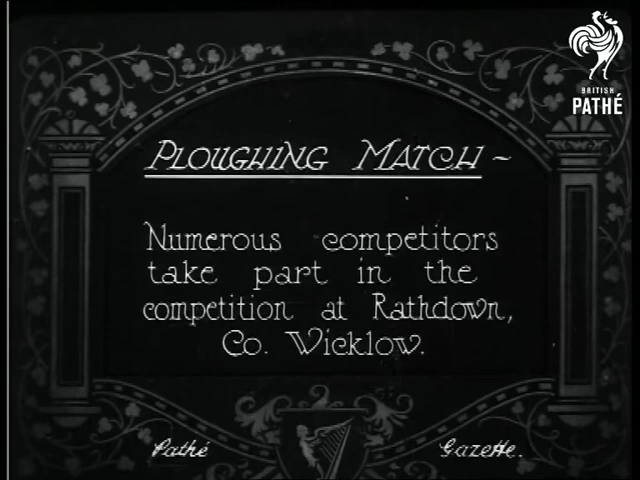 BRITISH
PATHÉ
PLOUGHING MATCH ~
Numerous competitors
take part in the
competition at Rathdown,
Co. Wicklow.
Pathé Gazette.